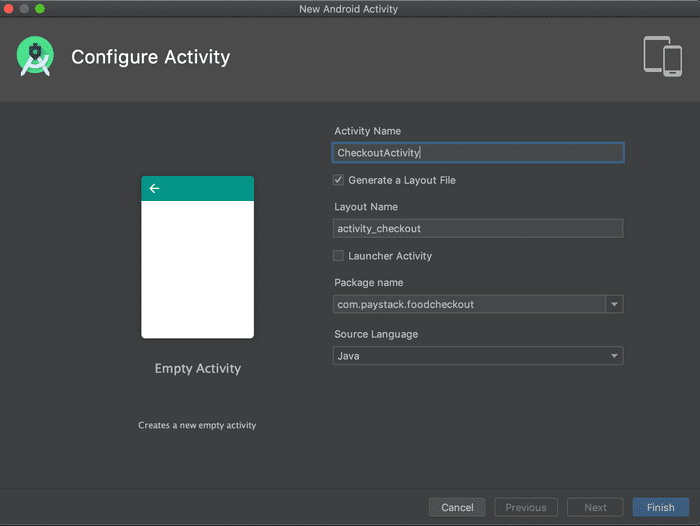 New Android Activity
Configure Activity
Activity Name
CheckoutActivity
Generate a Layout File
Layout Name
activity_checkout
Launcher Activity
Package name
com.paystack.foodcheckout
Source Language
Java
Empty Activity
Creates a new empty activity
Cancel
Previous
Next
Finish